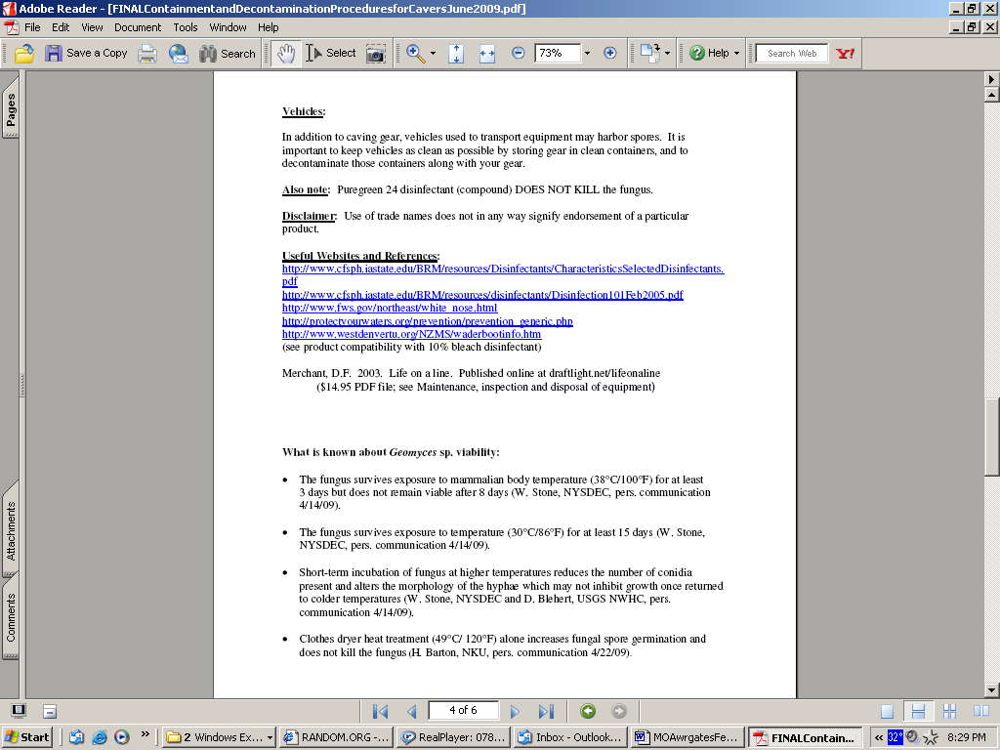 Adobe Reader - [FINALContainmentandDecontaminationProceduresforCaversJune2009.pdf]
File Edit View Document Tools Window Help
Save a Copy Search Select 73% Help Search Web Y!
Pages
Attachments
Comments
Vehicles:
In addition to caving gear, vehicles used to transport equipment may harbor spores. It is
important to keep vehicles as clean as possible by storing gear in clean containers, and to
decontaminate those containers along with your gear.
Also note: Puregreen 24 disinfectant (compound) DOES NOT KILL the fungus.
Disclaimer: Use of trade names does not in any way signify endorsement of a particular
product.
Useful Websites and References:
http://www.cfsph.iastate.edu/BRM/resources/Disinfectants/CharacteristicsSelectedDisinfectants.
pdf
http://www.cfsph.iastate.edu/BRM/resources/disinfectants/Disinfection101Feb2005.pdf
http://www.fws.gov/northeast/white_nose.html
http://protectyourwaters.org/prevention/prevention_generic.php
http://www.westdenvertu.org/NZMS/waderbootinfo.htm
(see product compatibility with 10% bleach disinfectant)
Merchant, D.F. 2003. Life on a line. Published online at draftlight.net/lifeonaline
($14.95 PDF file; see Maintenance, inspection and disposal of equipment)
What is known about Geomyces sp. viability:
• The fungus survives exposure to mammalian body temperature (38°C/100°F) for at least
3 days but does not remain viable after 8 days (W. Stone, NYSDEC, pers. communication
4/14/09).
• The fungus survives exposure to temperature (30°C/86°F) for at least 15 days (W. Stone,
NYSDEC, pers. communication 4/14/09).
• Short-term incubation of fungus at higher temperatures reduces the number of conidia
present and alters the morphology of the hyphae which may not inhibit growth once returned
to colder temperatures (W. Stone, NYSDEC and D. Blehert, USGS NWHC, pers.
communication 4/14/09).
• Clothes dryer heat treatment (49°C/ 120°F) alone increases fungal spore germination and
does not kill the fungus (H. Barton, NKU, pers. communication 4/22/09).
4 of 6
Start » 2 Windows Ex... RANDOM.ORG -... RealPlayer: 078... Inbox - Outlook... MOAwrgatesFe... FINALContain... « 32° 8:29 PM